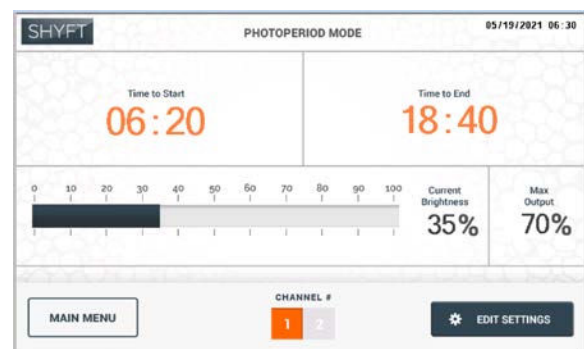 SHYFT
PHOTOPERIOD MODE
05/19/2021 06:30
Time to Start
06:20
Time to End
18:40
0 10 20 30 40 50 60 70 80 90 100
Current
Brightness
35%
Max
Output
70%
MAIN MENU
CHANNEL #
1 2
EDIT SETTINGS